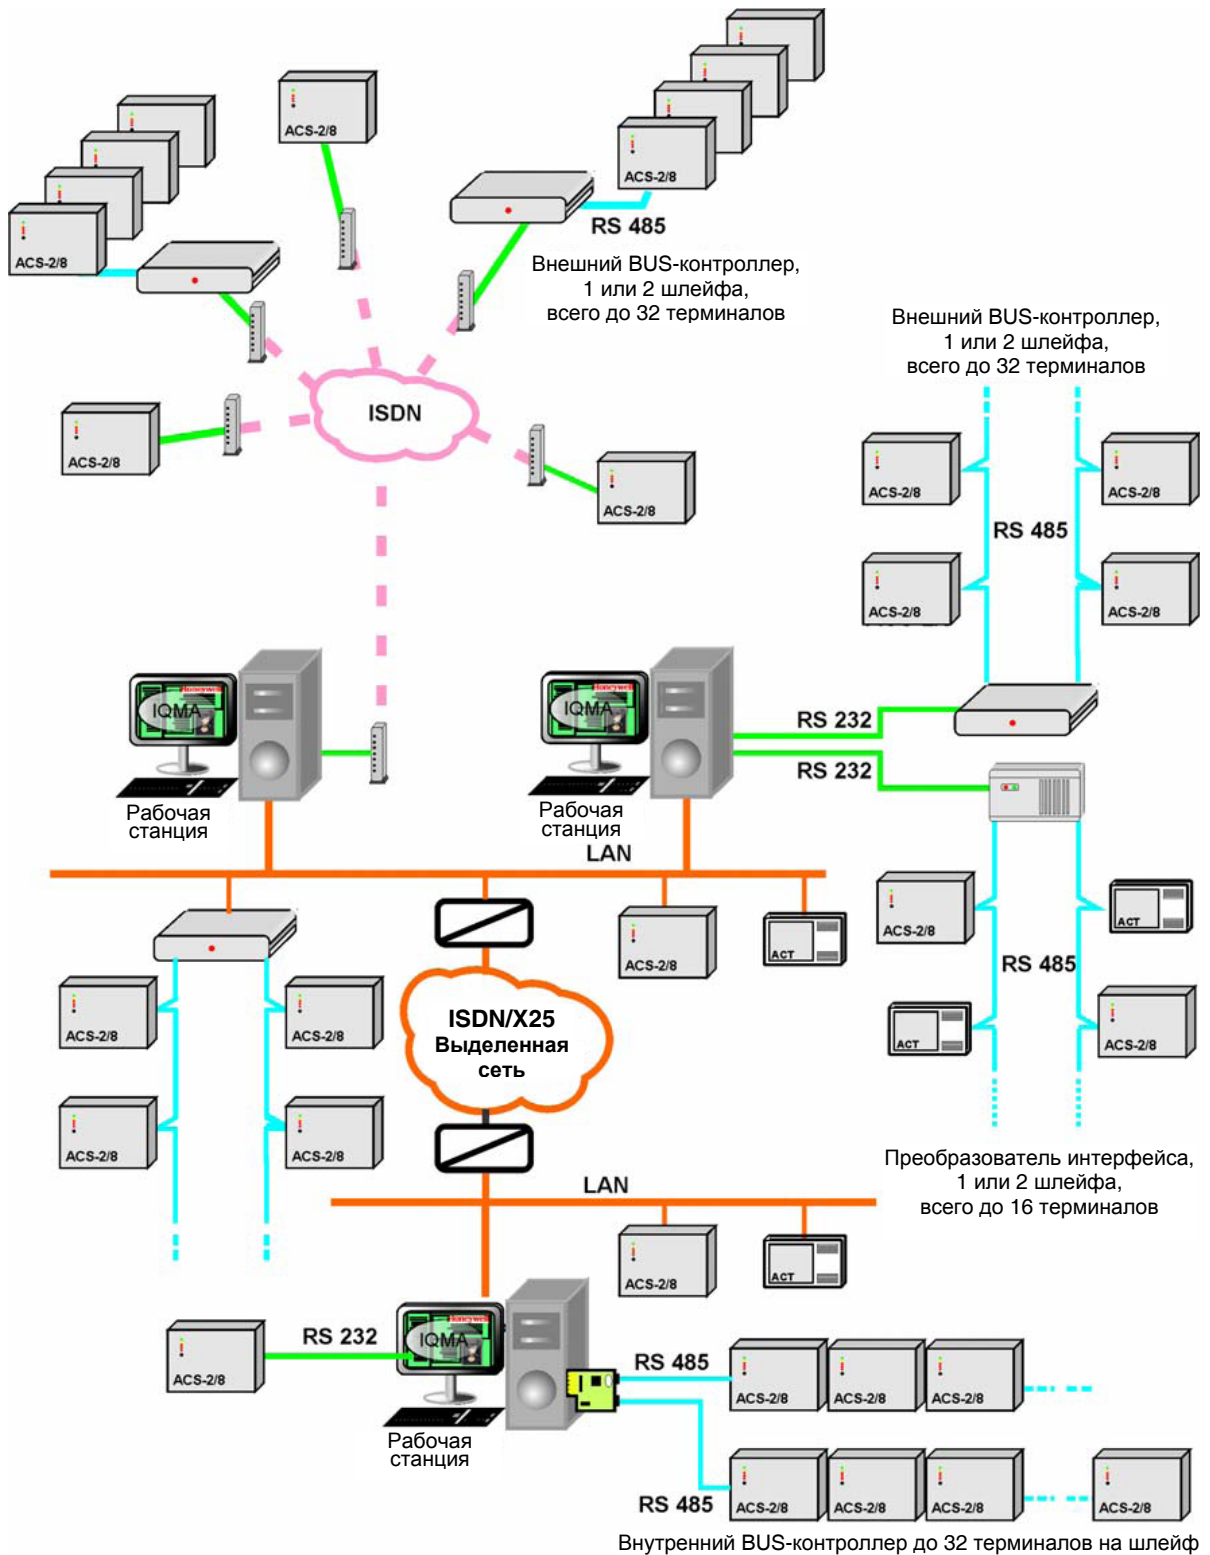 ACS-2/8
ACS-2/8
ACS-2/8
RS 485
Внешний BUS-контроллер,
1 или 2 шлейфа,
всего до 32 терминалов
Внешний BUS-контроллер,
1 или 2 шлейфа,
всего до 32 терминалов
ISDN
ACS-2/8
ACS-2/8
ACS-2/8
ACS-2/8
RS 485
ACS-2/8
ACS-2/8
Honeywell
IQMA
Рабочая
станция
Honeywell
IQMA
Рабочая
станция
RS 232
RS 232
LAN
ACS-2/8
ACT
ACS-2/8
ACT
RS 485
ACT
ACS-2/8
ACS-2/8
ACS-2/8
ACS-2/8
ACS-2/8
ISDN/X25
Выделенная
сеть
Преобразователь интерфейса,
1 или 2 шлейфа,
всего до 16 терминалов
LAN
ACS-2/8
ACT
ACS-2/8
RS 232
Honeywell
IQMA
Рабочая
станция
RS 485
ACS-2/8
ACS-2/8
ACS-2/8
RS 485
ACS-2/8
ACS-2/8
ACS-2/8
ACS-2/8
Внутренний BUS-контроллер до 32 терминалов на шлейф